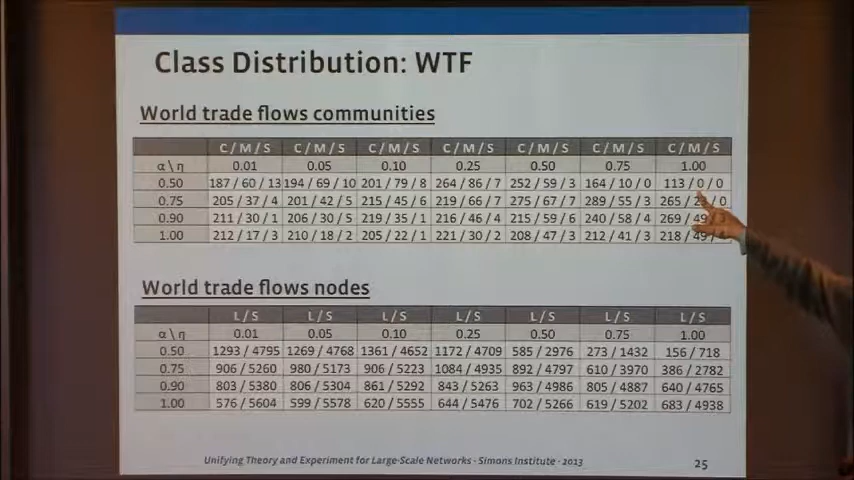 Class Distribution: WTF
World trade flows communities
C / M / S C / M / S C / M / S C / M / S C / M / S C / M / S C / M / S
α \ η 0.01 0.05 0.10 0.25 0.50 0.75 1.00
0.50 187 / 60 / 13 194 / 69 / 10 201 / 79 / 8 264 / 86 / 7 252 / 59 / 3 164 / 10 / 0 113 / 0 / 0
0.75 205 / 37 / 4 201 / 42 / 5 215 / 45 / 6 219 / 66 / 7 275 / 67 / 7 289 / 55 / 3 265 / / 0
0.90 211 / 30 / 1 206 / 30 / 5 219 / 35 / 1 216 / 46 / 4 215 / 59 / 6 240 / 58 / 4 269 / 49 /
1.00 212 / 17 / 3 210 / 18 / 2 205 / 22 / 1 221 / 30 / 2 208 / 47 / 3 212 / 41 / 3 218 / 49 /
World trade flows nodes
L / S L / S L / S L / S L / S L / S L / S
α \ η 0.01 0.05 0.10 0.25 0.50 0.75 1.00
0.50 1293 / 4795 1269 / 4768 1361 / 4652 1172 / 4709 585 / 2976 273 / 1432 156 / 718
0.75 906 / 5260 980 / 5173 906 / 5223 1084 / 4935 892 / 4797 610 / 3970 386 / 2782
0.90 803 / 5380 806 / 5304 861 / 5292 843 / 5263 963 / 4986 805 / 4887 640 / 4765
1.00 576 / 5604 599 / 5578 620 / 5555 644 / 5476 702 / 5266 619 / 5202 683 / 4938
Unifying Theory and Experiment for Large-Scale Networks · Simons Institute · 2013 25